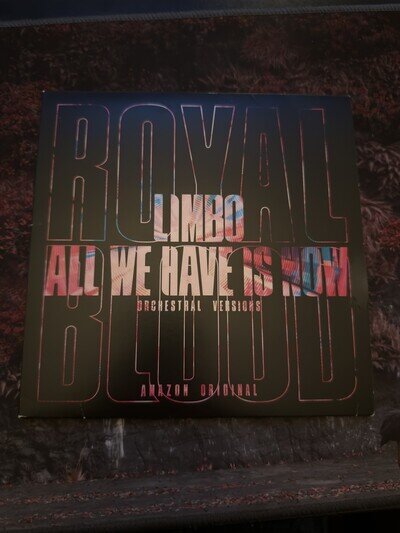 ROYAL
LIMBO
ALL WE HAVE IS NOW
ORCHESTRAL VERSIONS
BLOOD
AMAZON ORIGINAL